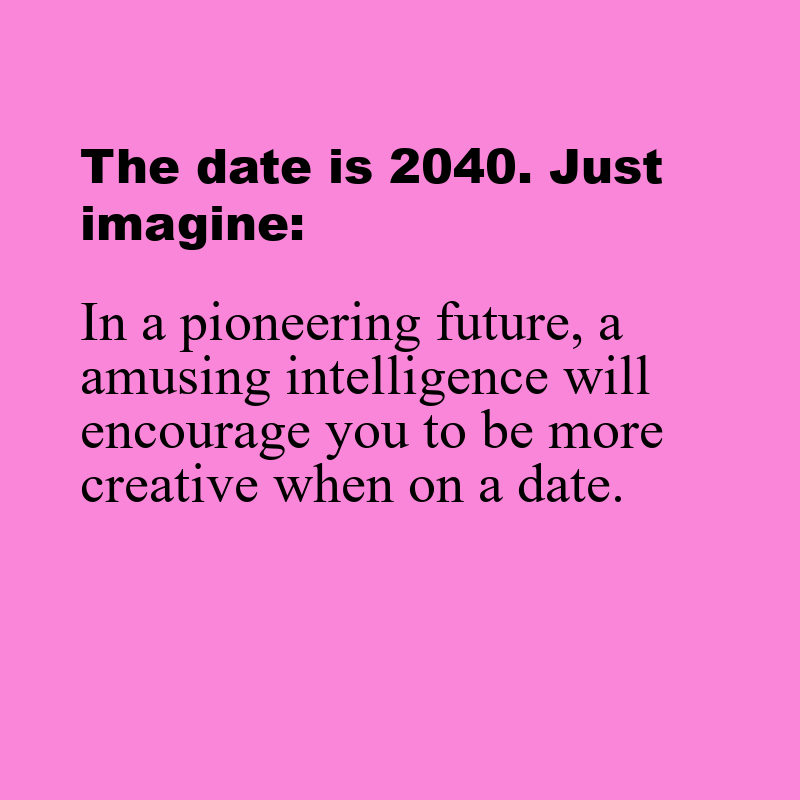 The date is 2040. Just
imagine:
In a pioneering future, a
amusing intelligence will
encourage you to be more
creative when on a date.